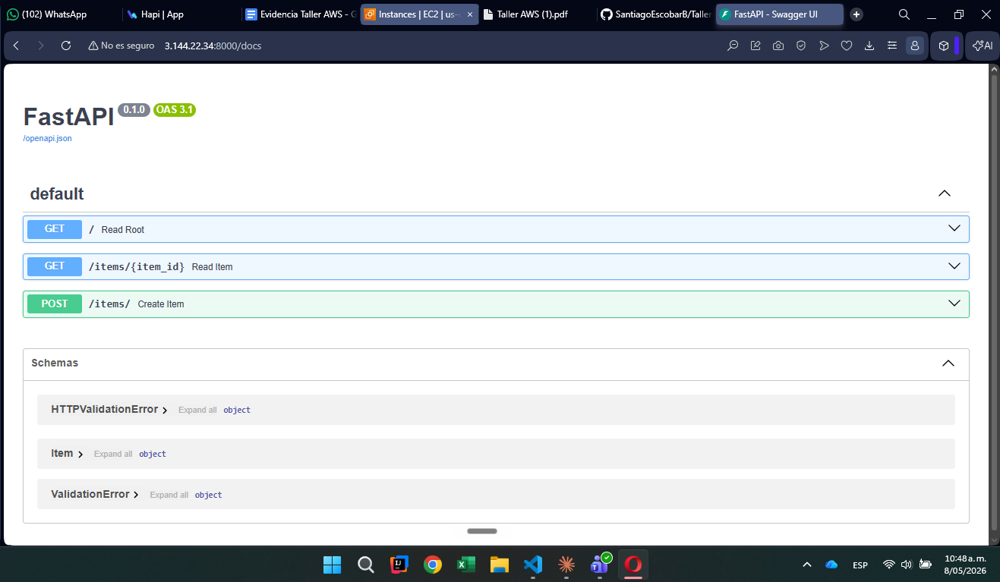 (102) WhatsApp
Hapi | App
Evidencia Taller AWS - G
Instances | EC2 | us-
Taller AWS (1).pdf
SantiagoEscobarB/Taller
FastAPI - Swagger UI
No es seguro 3.144.22.34:8000/docs
AI
FastAPI 0.1.0 OAS 3.1
/openapi.json
default
GET / Read Root
GET /items/{item_id} Read Item
POST /items/ Create Item
Schemas
HTTPValidationError Expand all object
Item Expand all object
ValidationError Expand all object
ESP
10:48 a. m.
8/05/2026